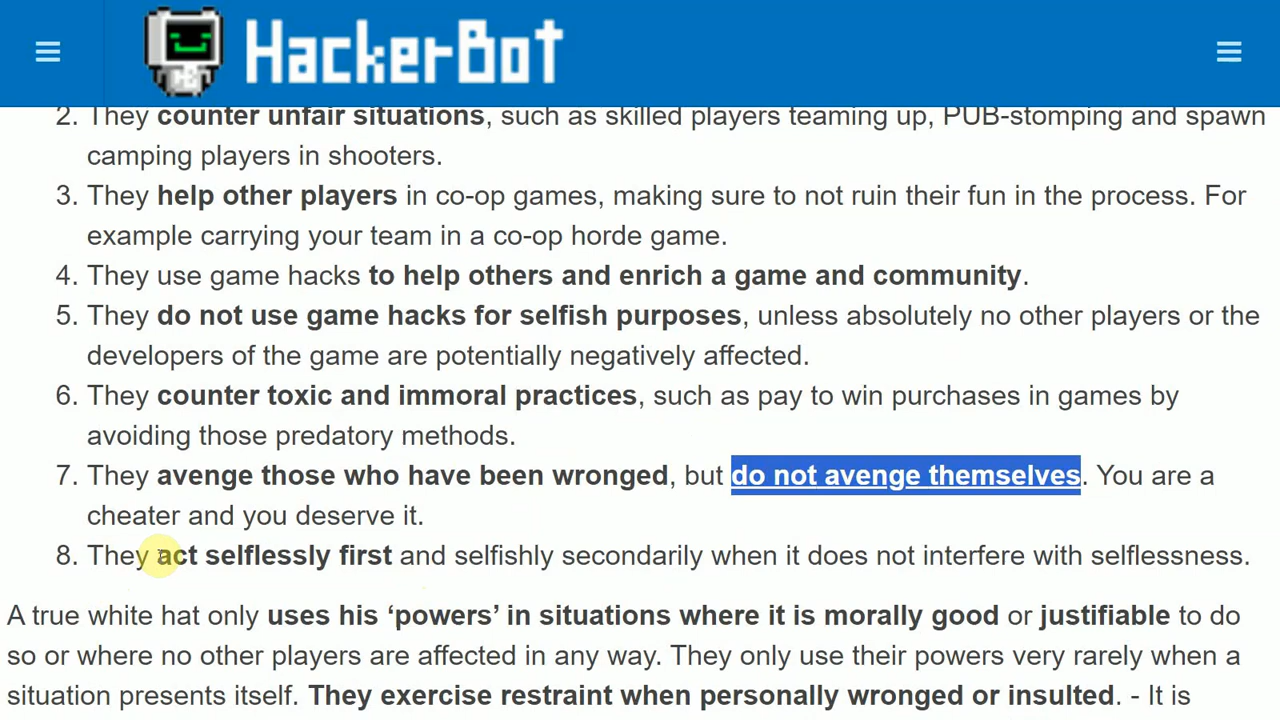 HackerBot
2. They counter unfair situations, such as skilled players teaming up, PUB-stomping and spawn
camping players in shooters.
3. They help other players in co-op games, making sure to not ruin their fun in the process. For
example carrying your team in a co-op horde game.
4. They use game hacks to help others and enrich a game and community.
5. They do not use game hacks for selfish purposes, unless absolutely no other players or the
developers of the game are potentially negatively affected.
6. They counter toxic and immoral practices, such as pay to win purchases in games by
avoiding those predatory methods.
7. They avenge those who have been wronged, but do not avenge themselves. You are a
cheater and you deserve it.
8. They act selflessly first and selfishly secondarily when it does not interfere with selflessness.
A true white hat only uses his ‘powers’ in situations where it is morally good or justifiable to do
so or where no other players are affected in any way. They only use their powers very rarely when a
situation presents itself. They exercise restraint when personally wronged or insulted. - It is